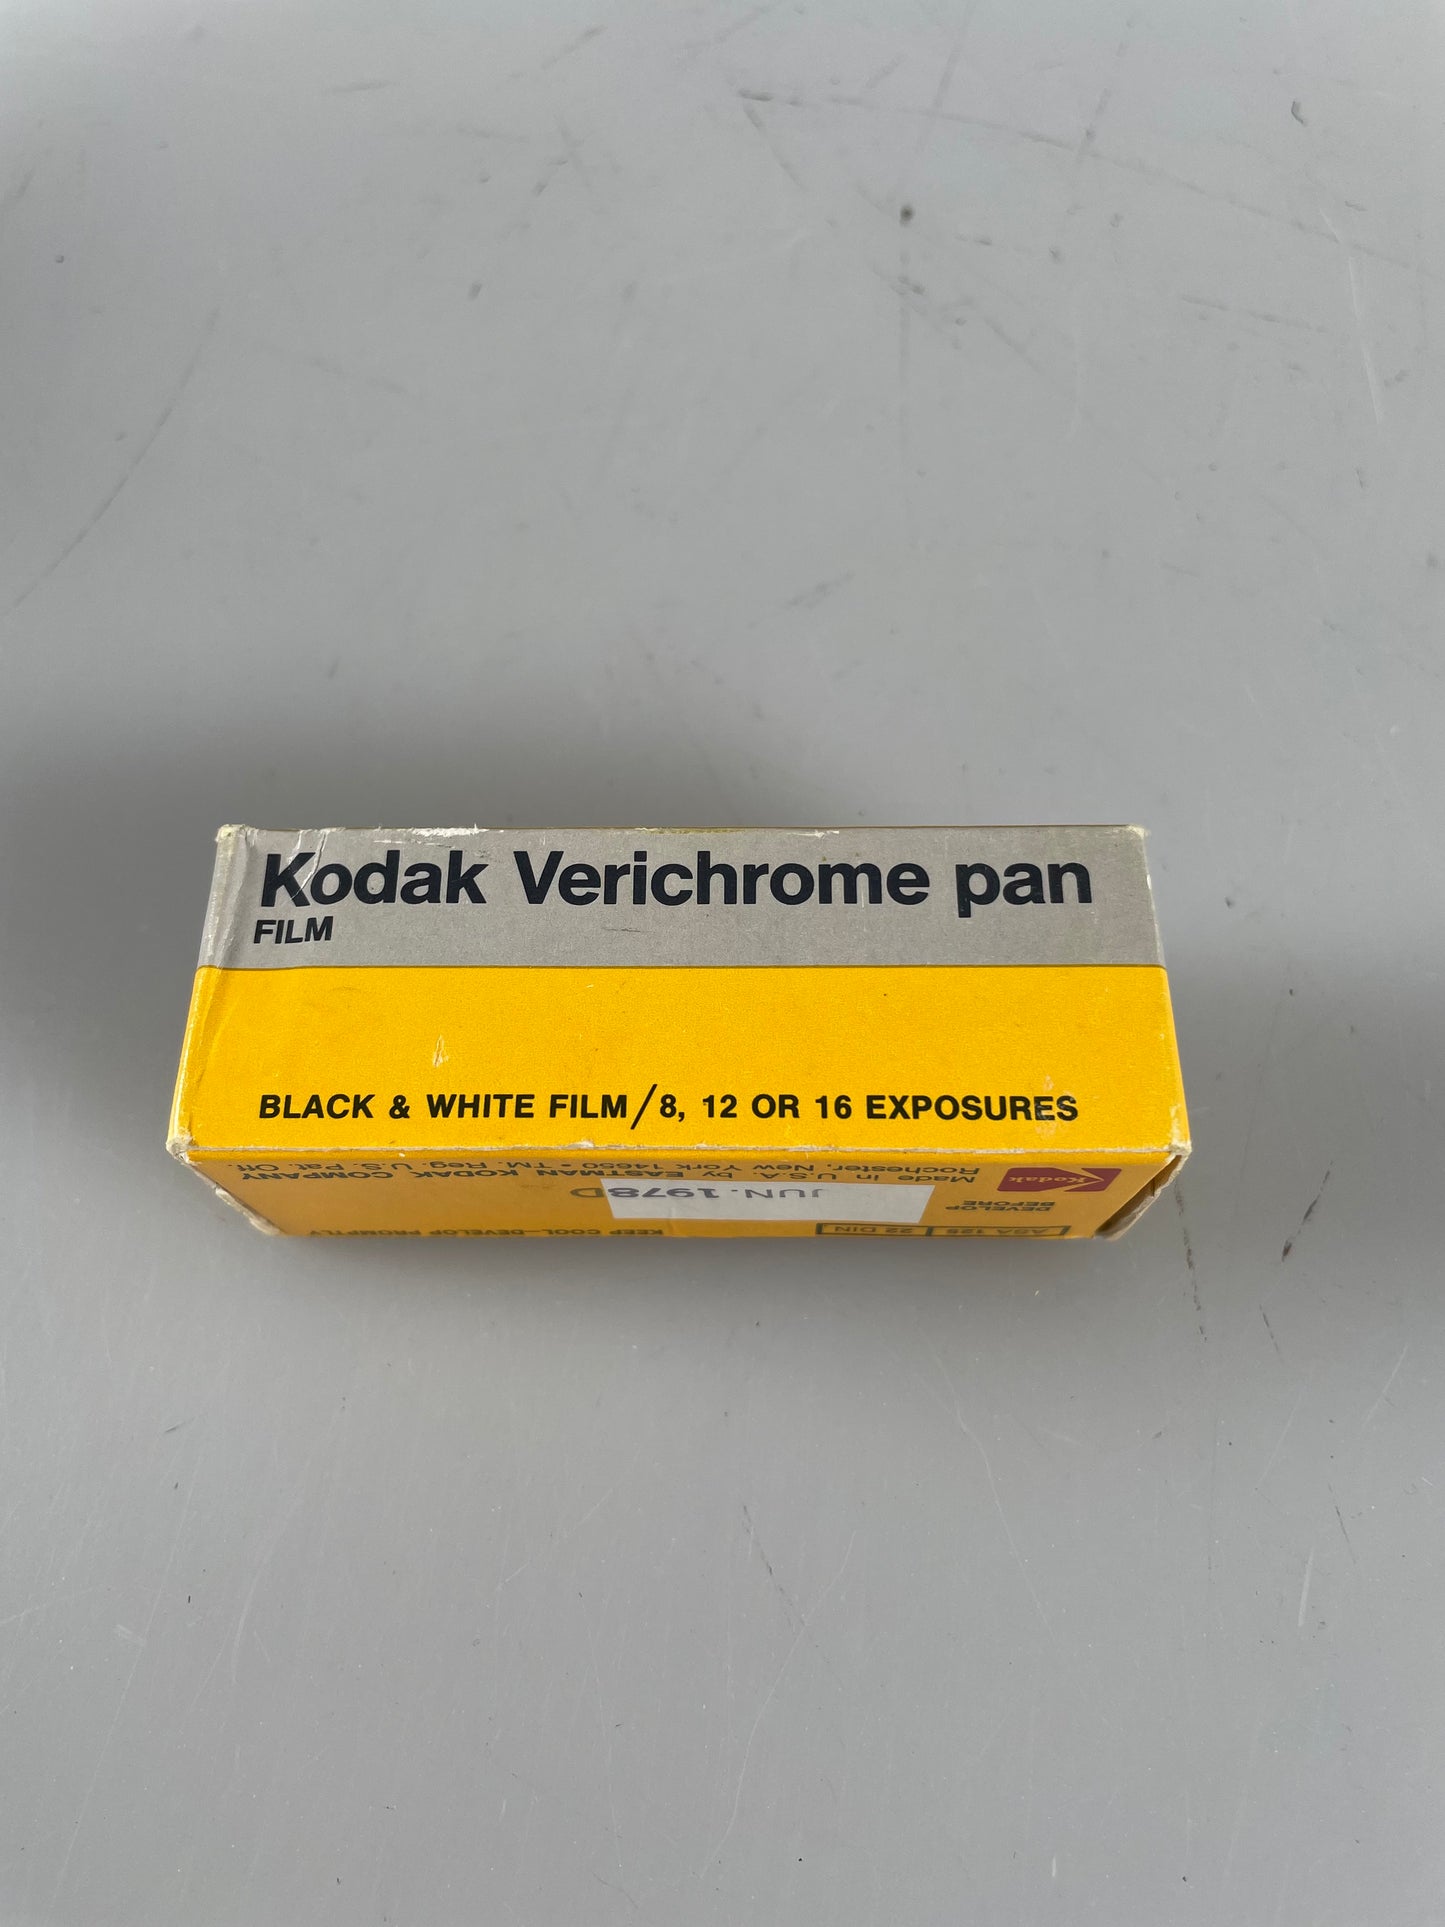 Kodak Verichrome pan
FILM
BLACK & WHITE FILM/8, 12 OR 16 EXPOSURES
ASA 125 22 DIN
KEEP COOL–DEVELOP PROMPTLY
DEVELOP
BEFORE
JUN. 1978D
Kodak
Made in U.S.A. by EASTMAN KODAK COMPANY
Rochester, New York 14650 • TM. Reg. U.S. Pat. Off.